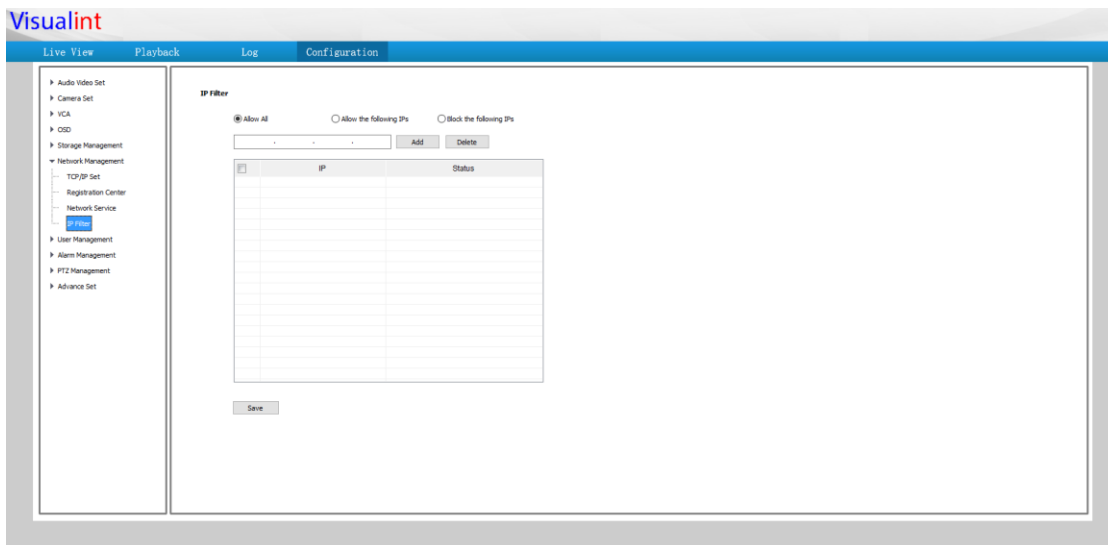 Visualint
Live View Playback Log Configuration
Audio Video Set
Camera Set
VCA
OSD
Storage Management
Network Management
TCP/IP Set
Registration Center
Network Service
IP Filter
User Management
Alarm Management
PTZ Management
Advance Set
IP Filter
Allow All Allow the following IPs Block the following IPs
. . . Add Delete
IP Status
Save